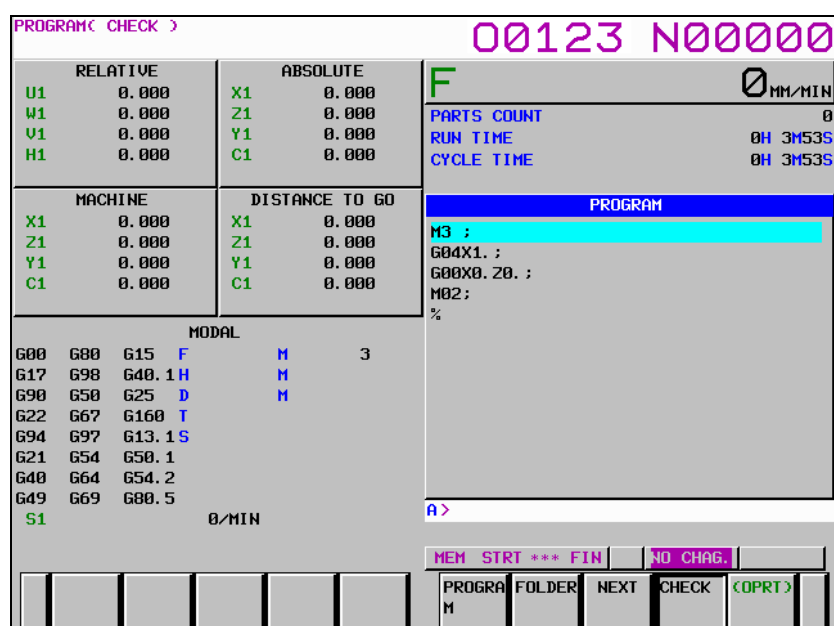 PROGRAM( CHECK )
O0123 N00000
RELATIVE ABSOLUTE
U1 0.000 X1 0.000
W1 0.000 Z1 0.000
V1 0.000 Y1 0.000
H1 0.000 C1 0.000
MACHINE DISTANCE TO GO
X1 0.000 X1 0.000
Z1 0.000 Z1 0.000
Y1 0.000 Y1 0.000
C1 0.000 C1 0.000
MODAL
G00 G80 G15 F M 3
G17 G98 G40.1 H M
G90 G50 G25 D M
G22 G67 G160 T
G94 G97 G13.1 S
G21 G54 G50.1
G40 G64 G54.2
G49 G69 G80.5
S1 0/MIN
F 0 MM/MIN
PARTS COUNT 0
RUN TIME 0H 3M53S
CYCLE TIME 0H 3M53S
PROGRAM
M3 ;
G04X1. ;
G00X0. Z0. ;
M02;
%
A>
MEM STRT *** FIN NO CHAG.
PROGRA
M
FOLDER NEXT CHECK (OPRT)